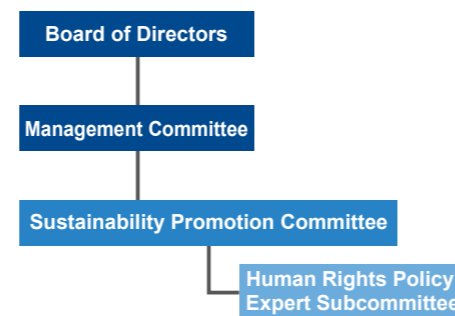 Board of Directors
Management Committee
Sustainability Promotion Committee
Human Rights Policy
Expert Subcommittee